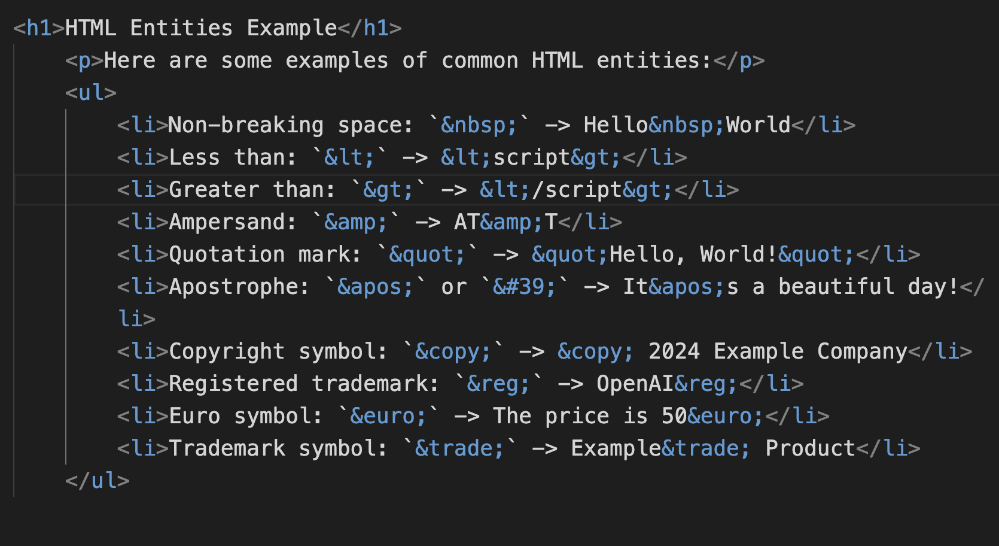 <h1>HTML Entities Example</h1>
<p>Here are some examples of common HTML entities:</p>
<ul>
<li>Non-breaking space: `&nbsp;` -> Hello&nbsp;World</li>
<li>Less than: `&lt;` -> &lt;script&gt;</li>
<li>Greater than: `&gt;` -> &lt;/script&gt;</li>
<li>Ampersand: `&amp;` -> AT&amp;T</li>
<li>Quotation mark: `&quot;` -> &quot;Hello, World!&quot;</li>
<li>Apostrophe: `&apos;` or `&#39;` -> It&apos;s a beautiful day!</
li>
<li>Copyright symbol: `&copy;` -> &copy; 2024 Example Company</li>
<li>Registered trademark: `&reg;` -> OpenAI&reg;</li>
<li>Euro symbol: `&euro;` -> The price is 50&euro;</li>
<li>Trademark symbol: `&trade;` -> Example&trade; Product</li>
</ul>